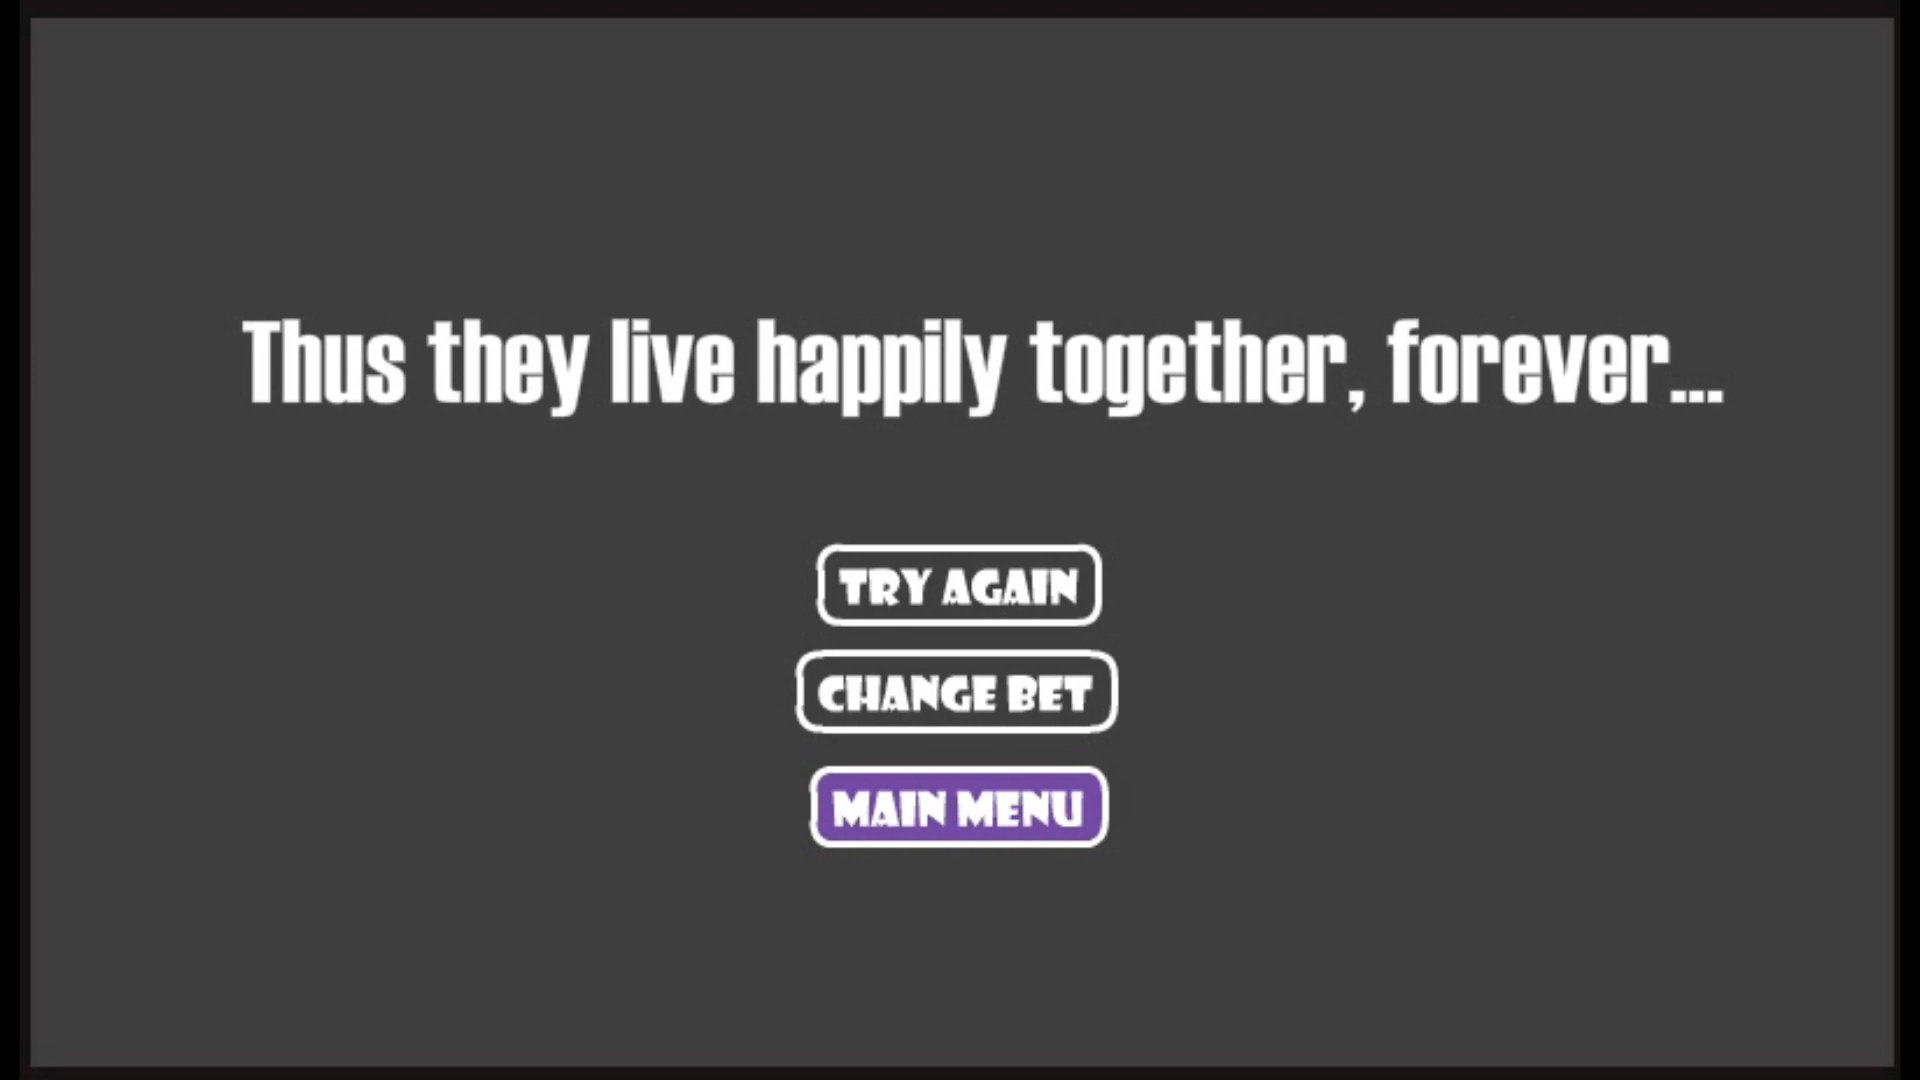 Thus they live happily together, forever...
TRY AGAIN
CHANGE BET
MAIN MENU